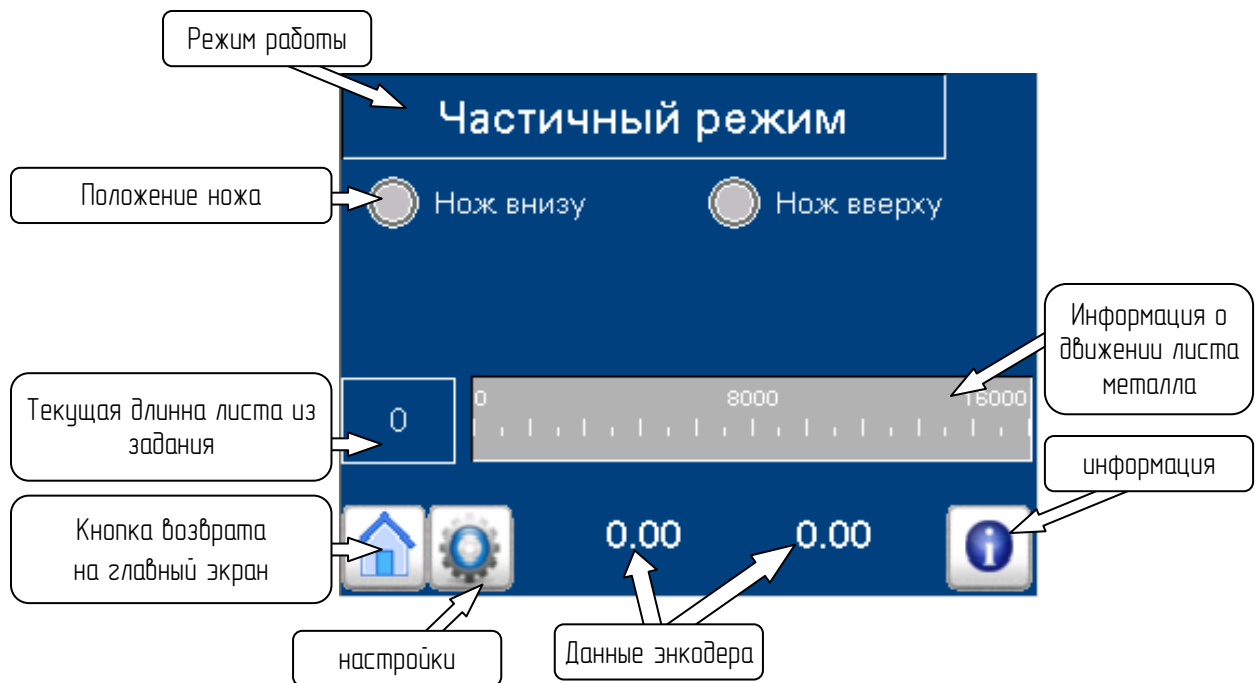 Режим работы
Частичный режим
Положение ножа
Нож внизу
Нож вверху
Информация о
движении листа
металла
Текущая длинна листа из
задания
0
0
8000
16000
информация
Кнопка возврата
на главный экран
0.00
0.00
i
настройки
Данные энкодера